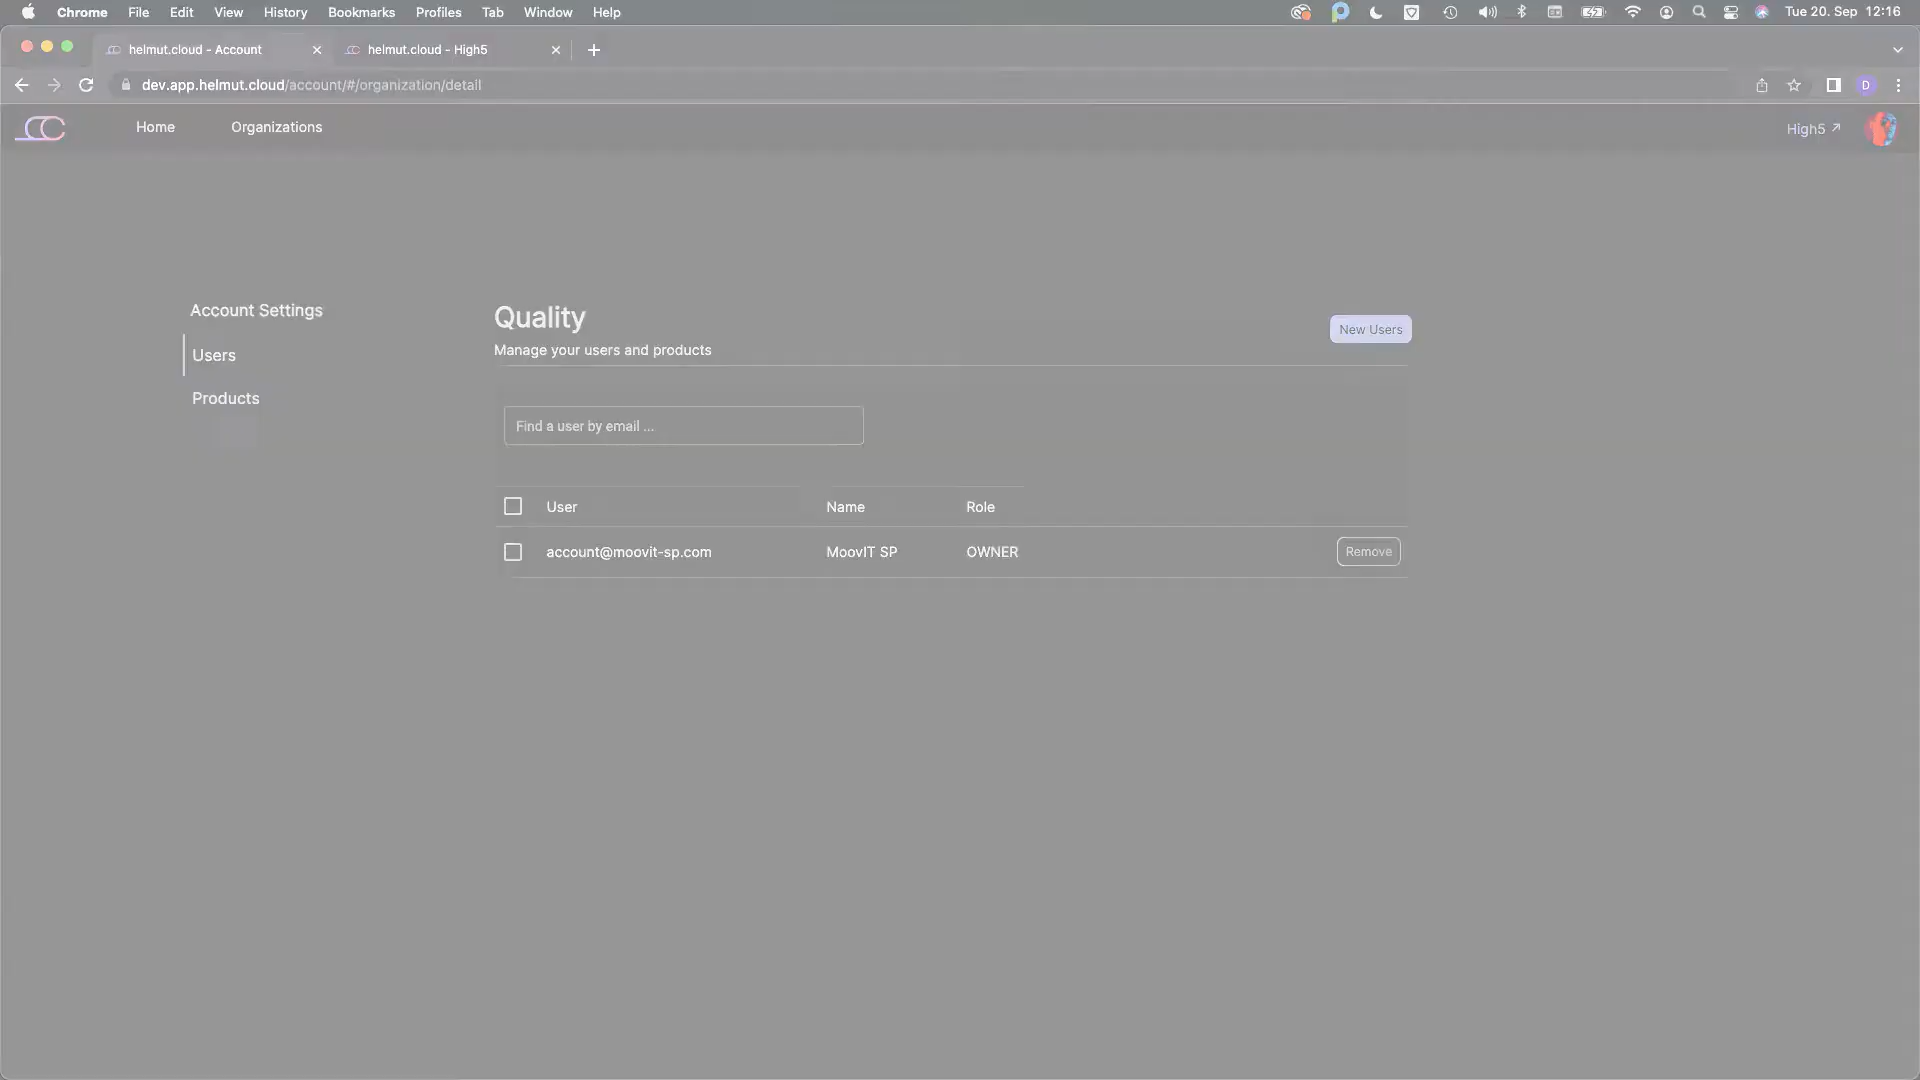 Chrome File Edit View History Bookmarks Profiles Tab Window Help Tue 20. Sep 12:16
helmut.cloud - Account helmut.cloud - High5
dev.app.helmut.cloud/account/#/organization/detail D
Home Organizations High5
Account Settings
Users
Products
Quality
Manage your users and products
New Users
Find a user by email ...
User Name Role
account@moovit-sp.com MoovIT SP OWNER Remove